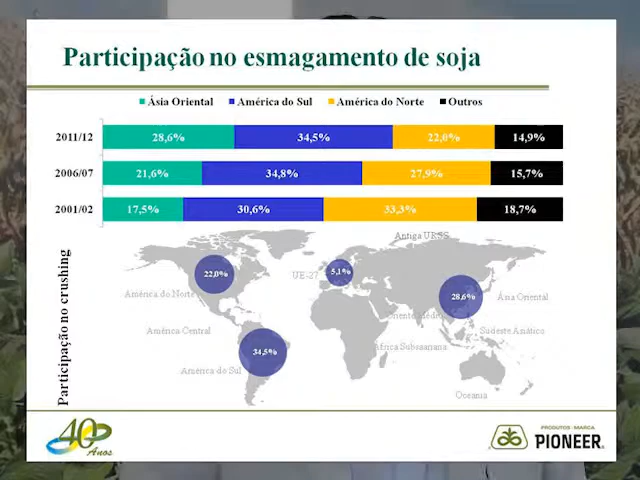 Participação no esmagamento de soja
Ásia Oriental América do Sul América do Norte Outros
2011/12 28,6% 34,5% 22,0% 14,9%
2006/07 21,6% 34,8% 27,9% 15,7%
2001/02 17,5% 30,6% 33,3% 18,7%
Participação no crushing
Antiga URSS
22,0%
UE-27
5,1%
América do Norte
28,6%
Ásia Oriental
Oriente Médio
América Central
Sudeste Asiático
34,5%
África Subsaariana
América do Sul
Oceania
40
Anos
PRODUTOS - MARCA
PIONEER